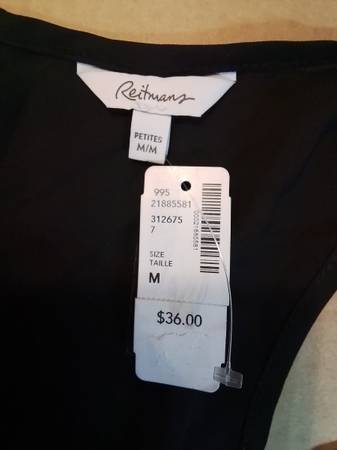 Reitmans
PETITES
M/M
995
21885581
312675
7
SIZE
TAILLE
M
$36.00